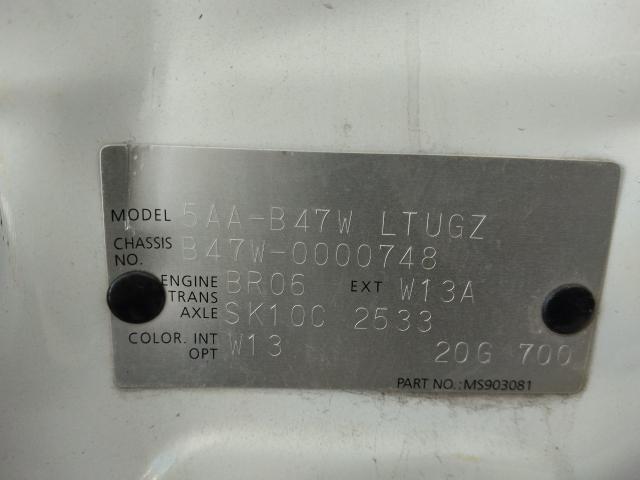 MODEL 5AA-B47W LTUGZ
CHASSIS NO. B47W-0000748
ENGINE BR06 EXT W13A
TRANS AXLE SK10C 2533
COLOR. INT W13
OPT 20G 700
PART NO.:MS903081